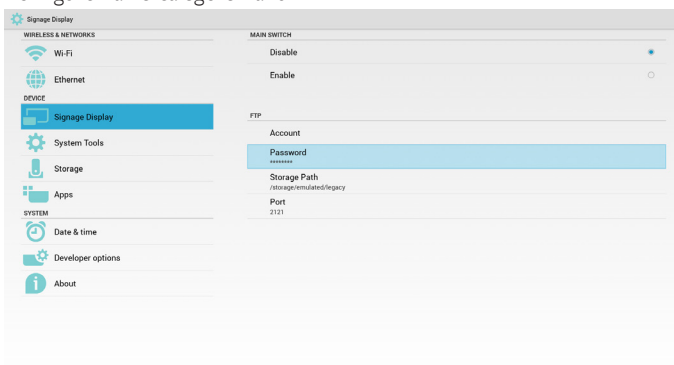 Signage Display
WIRELESS & NETWORKS
Wi-Fi
Ethernet
DEVICE
Signage Display
System Tools
Storage
Apps
SYSTEM
Date & time
Developer options
About
MAIN SWITCH
Disable
Enable
FTP
Account
Password
********
Storage Path
/storage/emulated/legacy
Port
2121